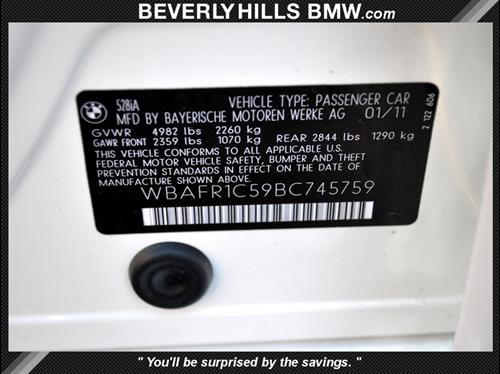 BEVERLY HILLS BMW.com
528iA VEHICLE TYPE: PASSENGER CAR
MFD BY BAYERISCHE MOTOREN WERKE AG 01/11
GVWR 4982 lbs 2260 kg
GAWR FRONT 2359 lbs 1070 kg REAR 2844 lbs 1290 kg
THIS VEHICLE CONFORMS TO ALL APPLICABLE U.S.
FEDERAL MOTOR VEHICLE SAFETY, BUMPER AND THEFT
PREVENTION STANDARDS IN EFFECT ON THE DATE OF
MANUFACTURE SHOWN ABOVE.
WBAFR1C59BC745759
2 122 606
" You'll be surprised by the savings. "